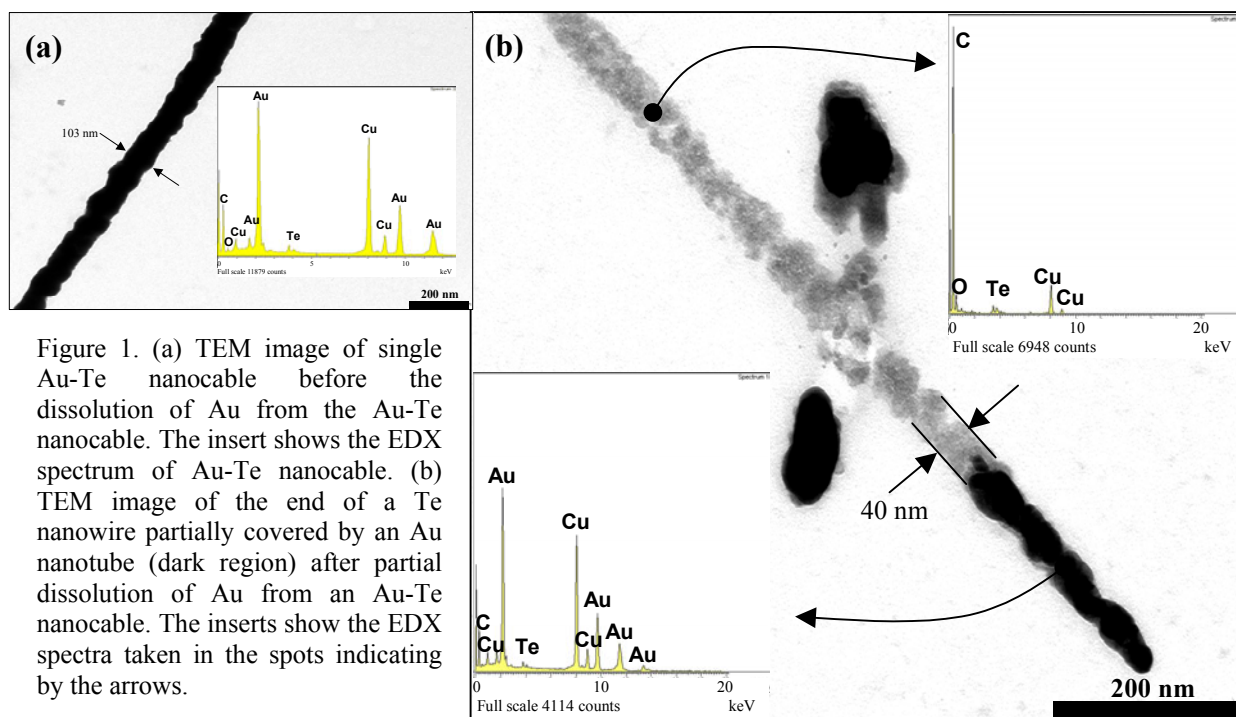 (a)
103 nm
Spectrum
Au
Cu
Au
C
Au
Cu
O
Te
Cu
Au
5
10
Full scale 11879 counts
keV
200 nm
Figure 1. (a) TEM image of single
Au-Te nanocable before the
dissolution of Au from the Au-Te
nanocable. The insert shows the EDX
spectrum of Au-Te nanocable. (b)
TEM image of the end of a Te
nanowire partially covered by an Au
nanotube (dark region) after partial
dissolution of Au from an Au-Te
nanocable. The inserts show the EDX
spectra taken in the spots indicating
by the arrows.
(b)
C
O
Te
Cu
Cu
0
10
20
Full scale 6948 counts
keV
40 nm
Spectrum
Au
Cu
Au
C
Cu
Te
Cu
Au
Au
0
10
20
Full scale 4114 counts
keV
200 nm